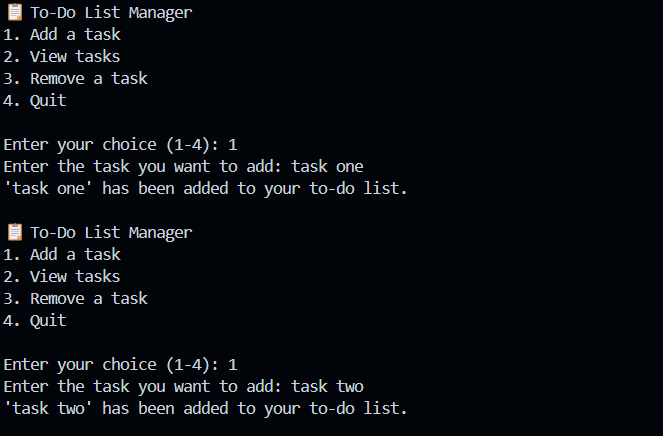 📋 To-Do List Manager
1. Add a task
2. View tasks
3. Remove a task
4. Quit
Enter your choice (1-4): 1
Enter the task you want to add: task one
'task one' has been added to your to-do list.
📋 To-Do List Manager
1. Add a task
2. View tasks
3. Remove a task
4. Quit
Enter your choice (1-4): 1
Enter the task you want to add: task two
'task two' has been added to your to-do list.